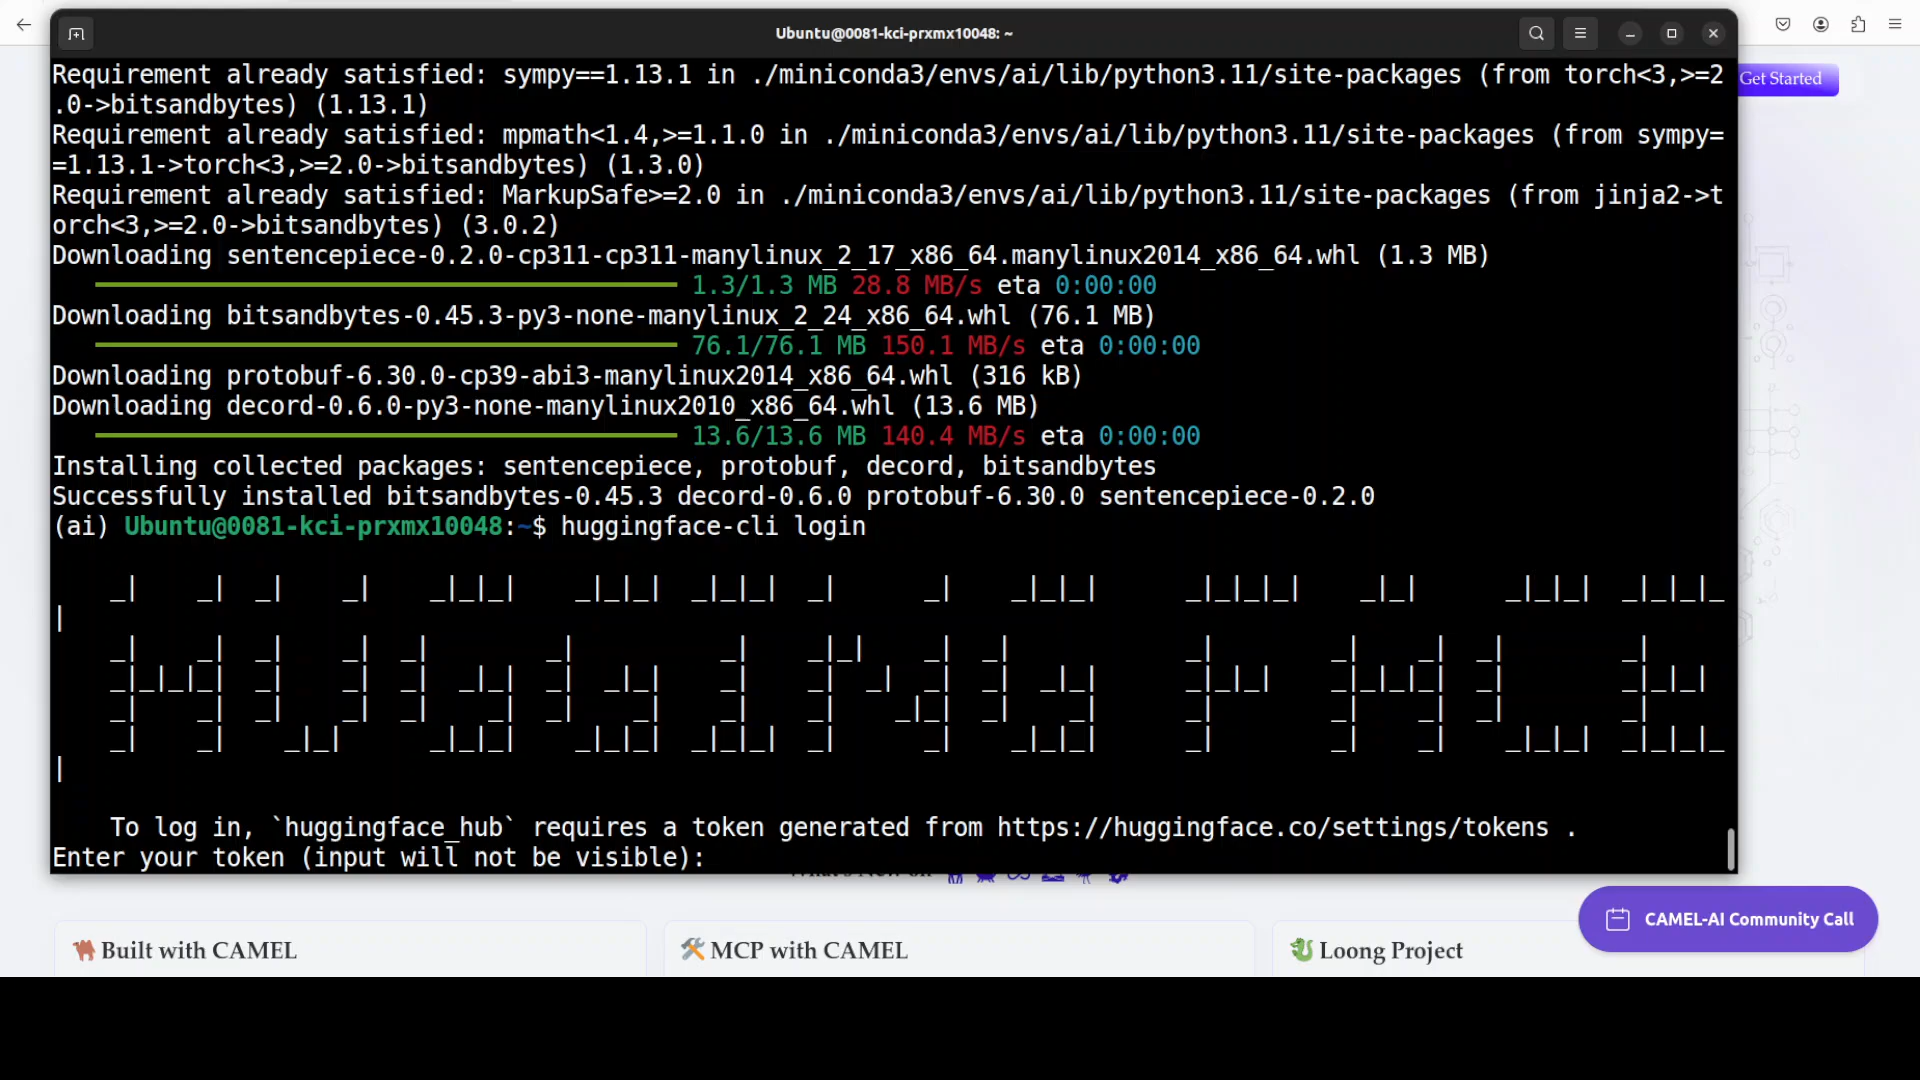 Ubuntu@0081-kci-prxmx10048: ~
Get Started
Requirement already satisfied: sympy==1.13.1 in ./miniconda3/envs/ai/lib/python3.11/site-packages (from torch<3,>=2
.0->bitsandbytes) (1.13.1)
Requirement already satisfied: mpmath<1.4,>=1.1.0 in ./miniconda3/envs/ai/lib/python3.11/site-packages (from sympy=
=1.13.1->torch<3,>=2.0->bitsandbytes) (1.3.0)
Requirement already satisfied: MarkupSafe>=2.0 in ./miniconda3/envs/ai/lib/python3.11/site-packages (from jinja2->t
orch<3,>=2.0->bitsandbytes) (3.0.2)
Downloading sentencepiece-0.2.0-cp311-cp311-manylinux_2_17_x86_64.manylinux2014_x86_64.whl (1.3 MB)
1.3/1.3 MB 28.8 MB/s eta 0:00:00
Downloading bitsandbytes-0.45.3-py3-none-manylinux_2_24_x86_64.whl (76.1 MB)
76.1/76.1 MB 150.1 MB/s eta 0:00:00
Downloading protobuf-6.30.0-cp39-abi3-manylinux2014_x86_64.whl (316 kB)
Downloading decord-0.6.0-py3-none-manylinux2010_x86_64.whl (13.6 MB)
13.6/13.6 MB 140.4 MB/s eta 0:00:00
Installing collected packages: sentencepiece, protobuf, decord, bitsandbytes
Successfully installed bitsandbytes-0.45.3 decord-0.6.0 protobuf-6.30.0 sentencepiece-0.2.0
(ai) Ubuntu@0081-kci-prxmx10048:~$ huggingface-cli login
HUGGING FACE
To log in, `huggingface_hub` requires a token generated from https://huggingface.co/settings/tokens .
Enter your token (input will not be visible):
CAMEL-AI Community Call
Built with CAMEL
MCP with CAMEL
Loong Project